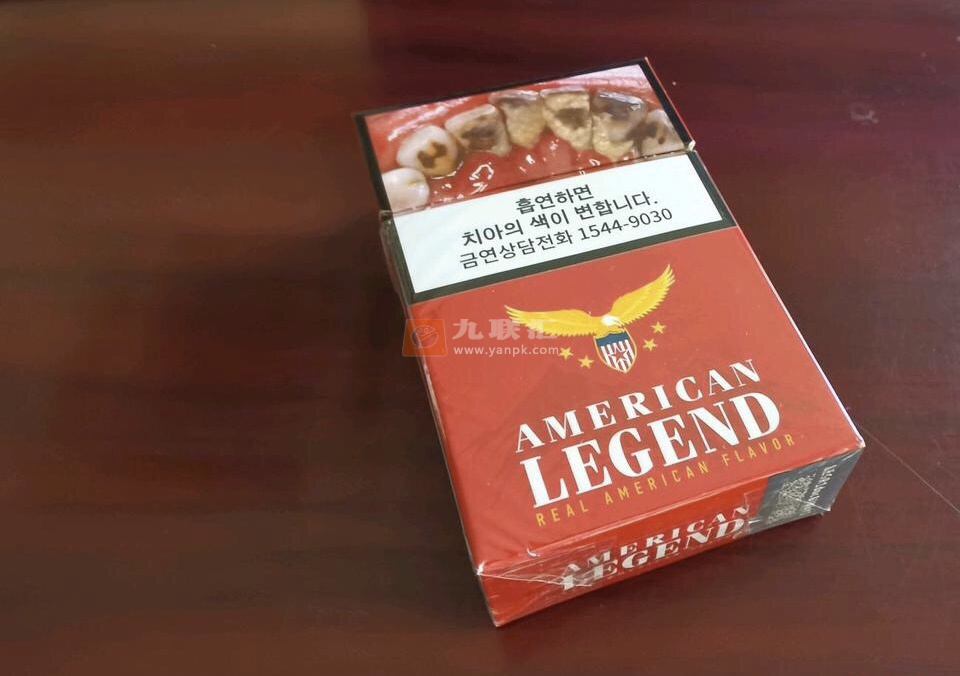 흡연하면
치아의 색이 변합니다.
금연상담전화 1544-9030
九联汇
www.yanpk.com
AMERICAN
LEGEND
REAL AMERICAN FLAVOR
AMERICAN
LEGEND